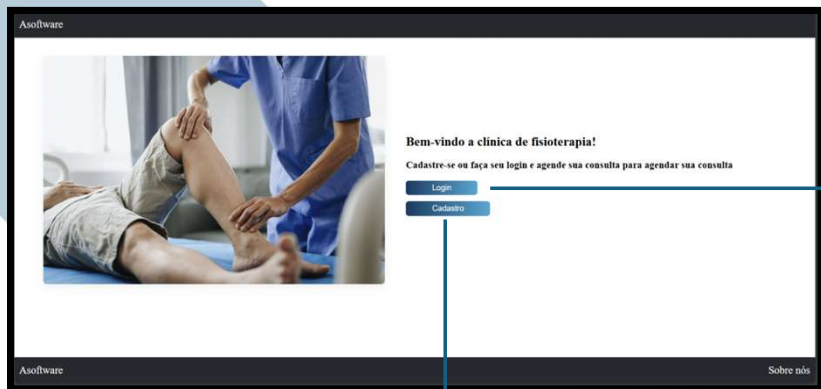 Asoftware
Bem-vindo a clínica de fisioterapia!
Cadastre-se ou faça seu login e agende sua consulta para agendar sua consulta
Login
Cadastro
Asoftware
Sobre nós